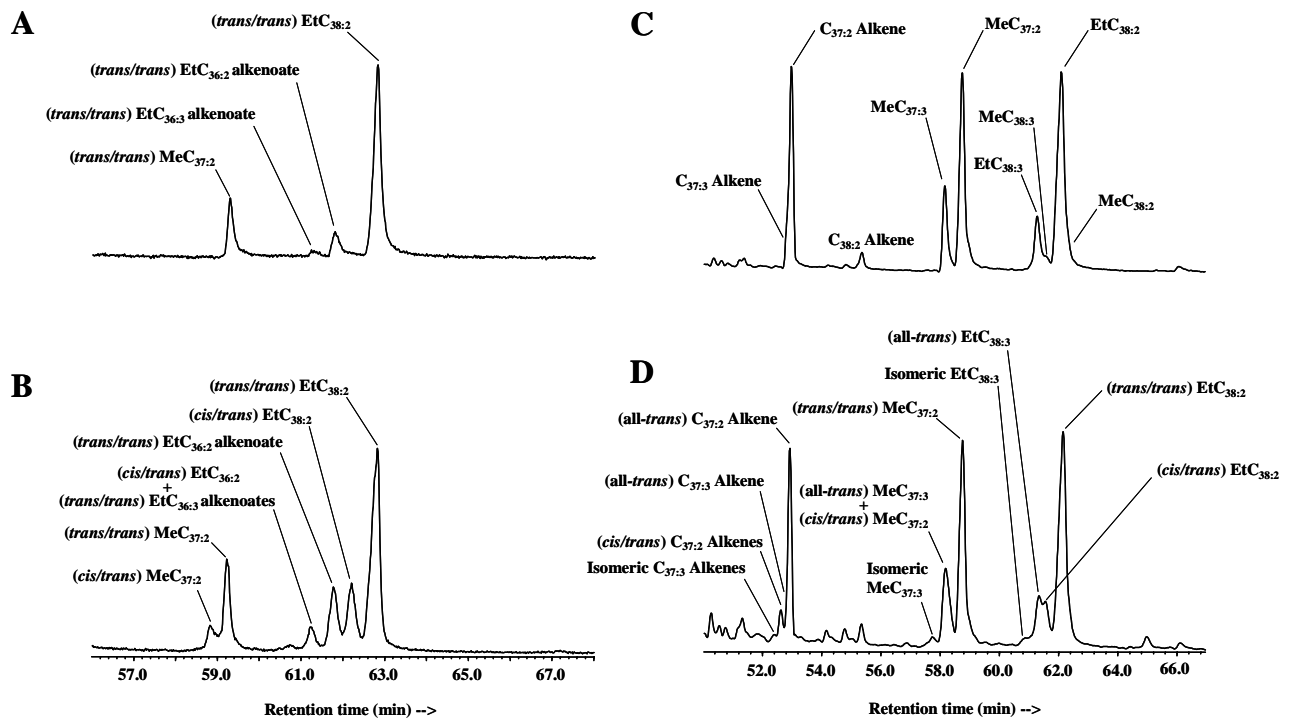 A
(trans/trans) EtC38:2
(trans/trans) EtC36:2 alkenoate
(trans/trans) EtC36:3 alkenoate
(trans/trans) MeC37:2
B
(trans/trans) EtC38:2
(cis/trans) EtC38:2
(trans/trans) EtC36:2 alkenoate
(cis/trans) EtC36:2
+
(trans/trans) EtC36:3 alkenoates
(trans/trans) MeC37:2
(cis/trans) MeC37:2
57.0 59.0 61.0 63.0 65.0 67.0
Retention time (min) -->
C
C37:2 Alkene
MeC37:2
EtC38:2
MeC37:3
MeC38:3
EtC38:3
C37:3 Alkene
MeC38:2
C38:2 Alkene
D
(all-trans) EtC38:3
Isomeric EtC38:3
(trans/trans) EtC38:2
(trans/trans) MeC37:2
(all-trans) C37:2 Alkene
(cis/trans) EtC38:2
(all-trans) C37:3 Alkene
(all-trans) MeC37:3
+
(cis/trans) MeC37:2
(cis/trans) C37:2 Alkenes
Isomeric C37:3 Alkenes
Isomeric
MeC37:3
52.0 54.0 56.0 58.0 60.0 62.0 64.0 66.0
Retention time (min) -->